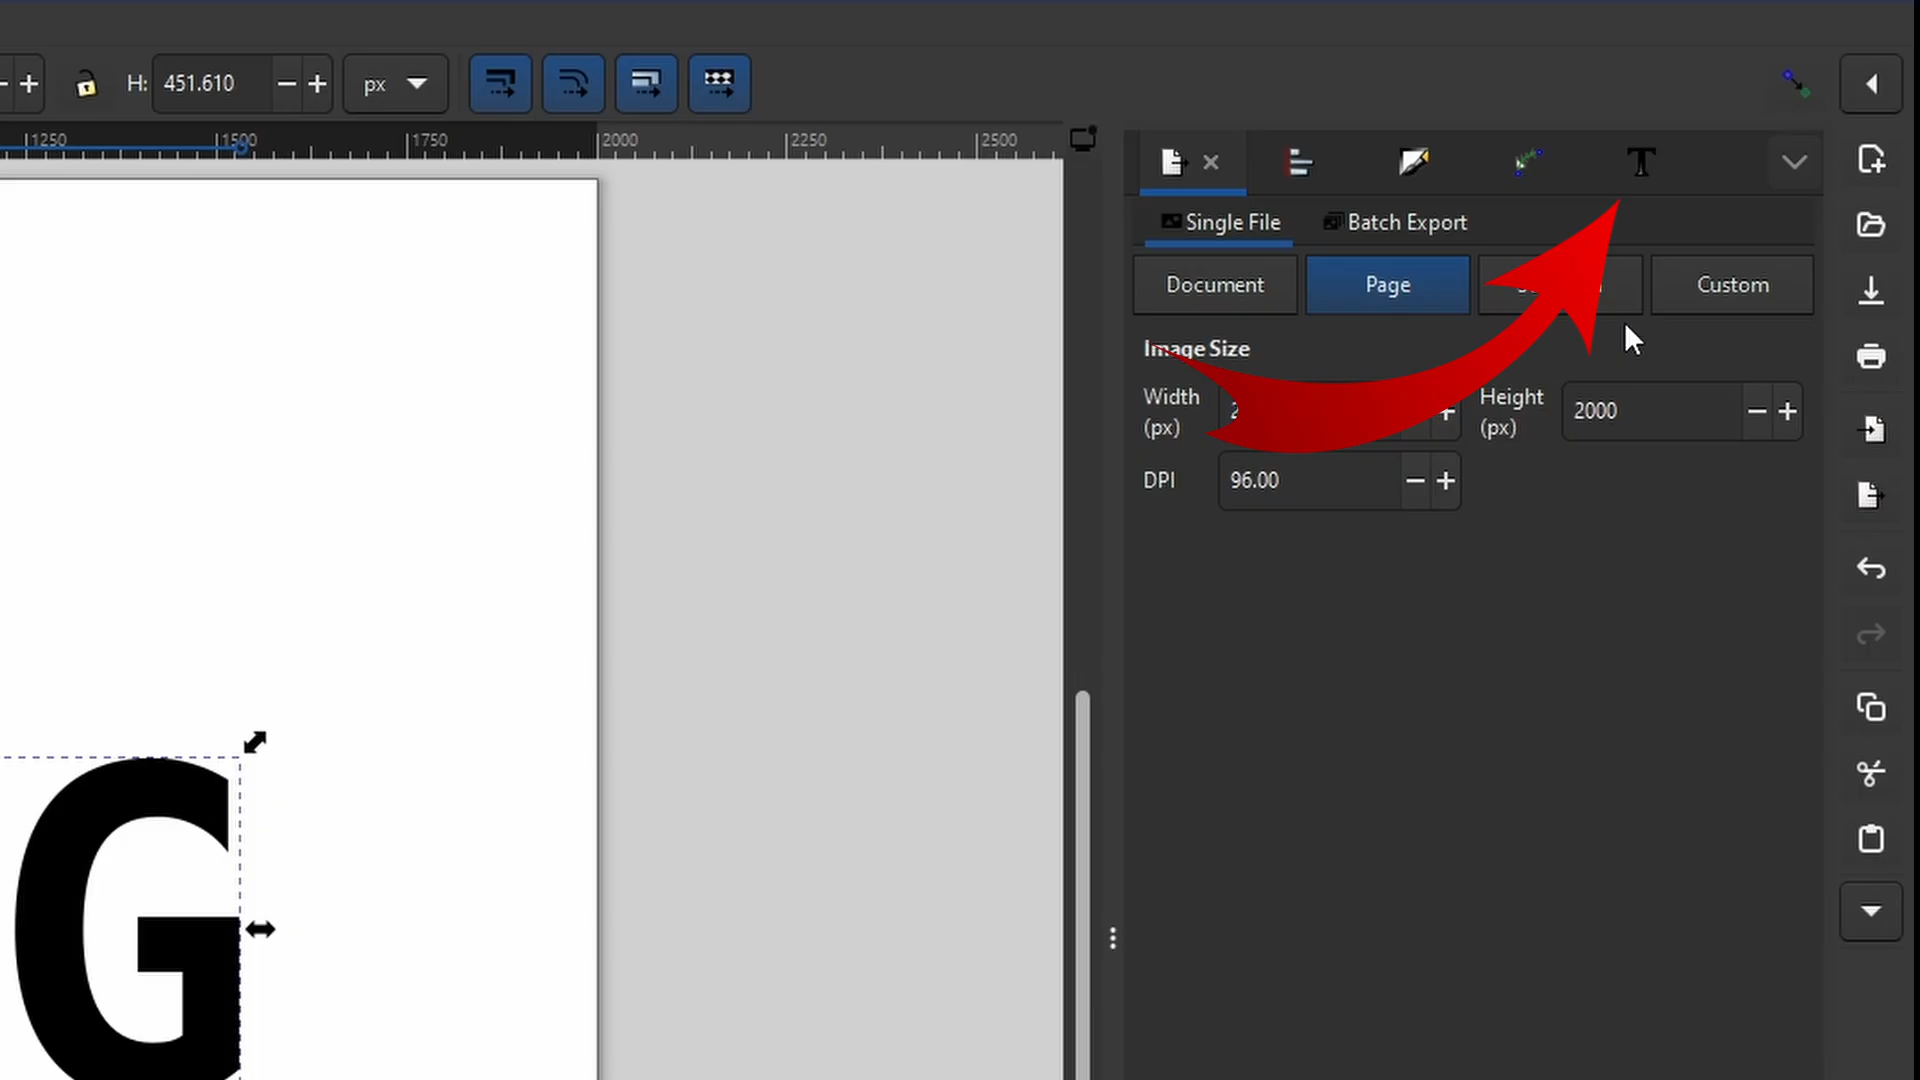 H: 451.610 px
1250 1500 1750 2000 2250 2500
Single File Batch Export
Document Page Custom
Image Size
Width (px) Height (px) 2000
DPI 96.00
G